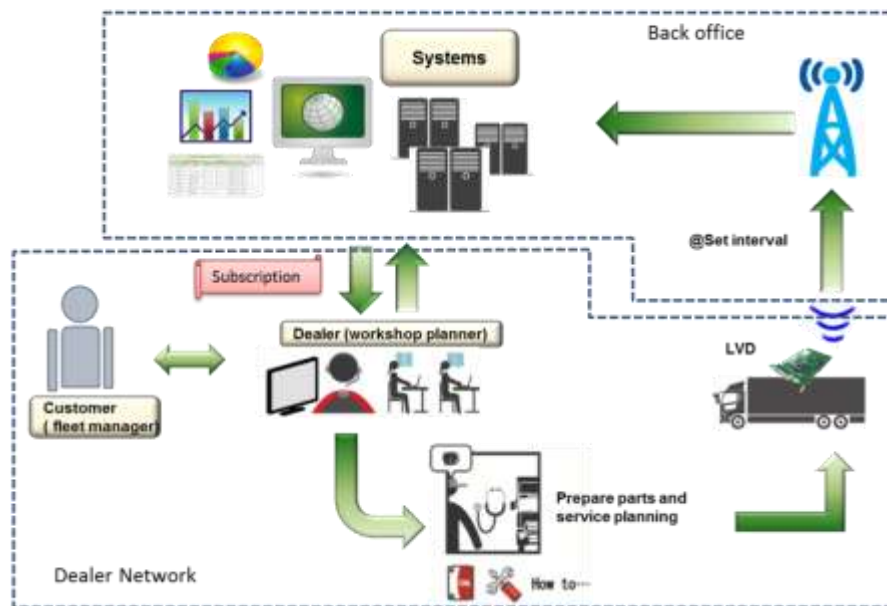 Back office
Systems
@Set interval
Subscription
Dealer (workshop planner)
LVD
Customer
( fleet manager)
Prepare parts and
service planning
How to…
Dealer Network